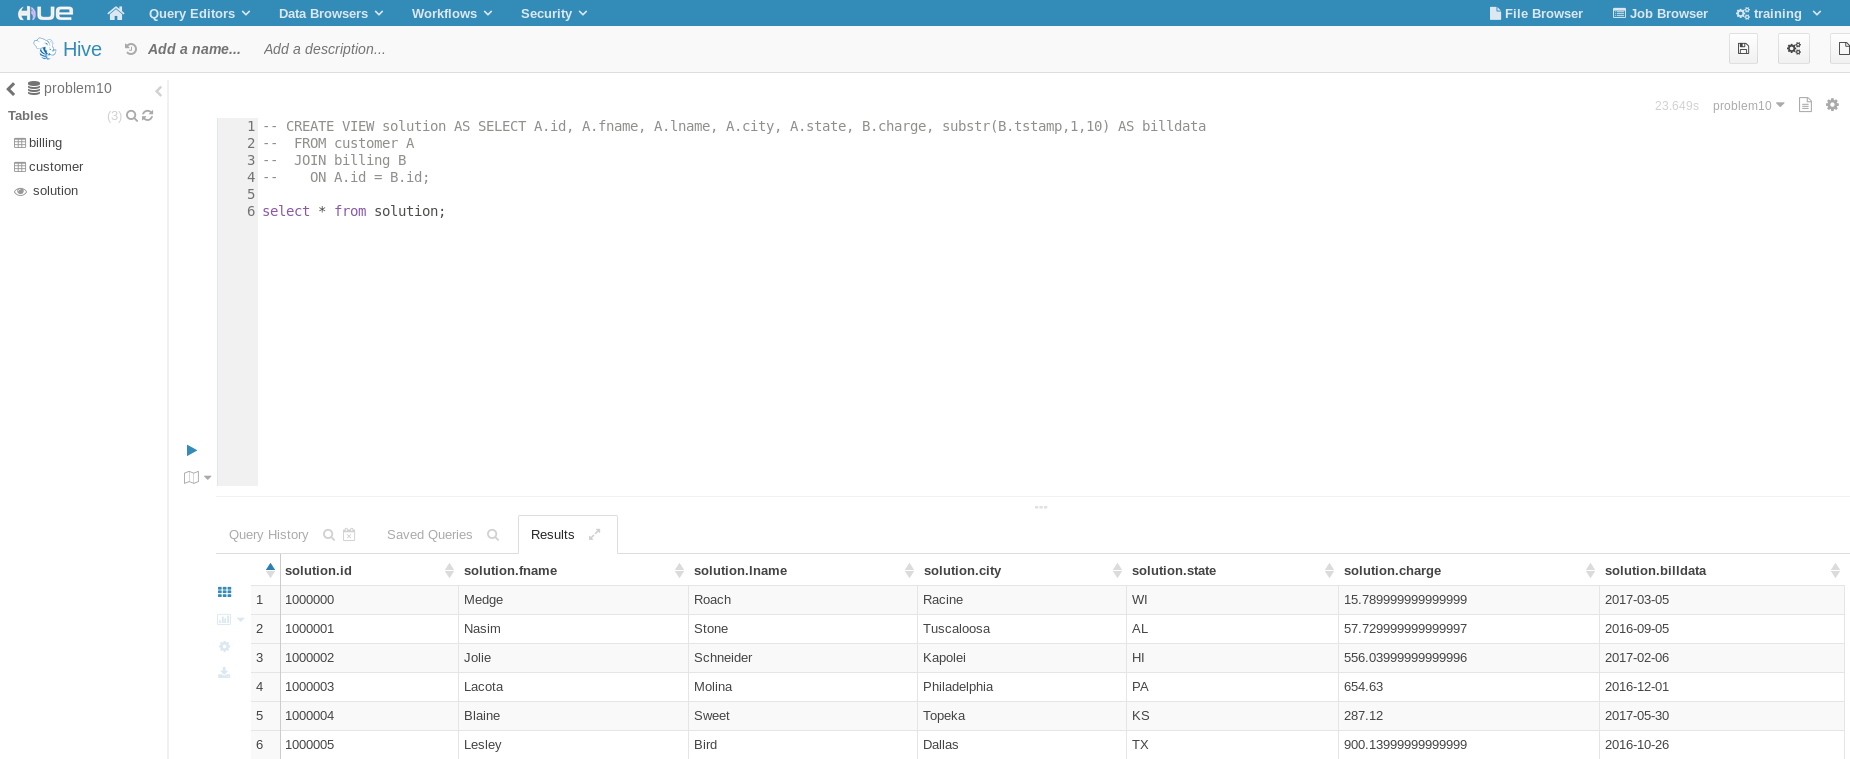 HUE Query Editors Data Browsers Workflows Security File Browser Job Browser training
Hive Add a name... Add a description...
problem10
Tables (3)
billing
customer
solution
23.649s problem10
1 -- CREATE VIEW solution AS SELECT A.id, A.fname, A.lname, A.city, A.state, B.charge, substr(B.tstamp,1,10) AS billdata
2 --  FROM customer A
3 --  JOIN billing B
4 --    ON A.id = B.id;
5
6 select * from solution;
Query History Saved Queries Results
solution.id solution.fname solution.lname solution.city solution.state solution.charge solution.billdata
1 1000000 Medge Roach Racine WI 15.789999999999999 2017-03-05
2 1000001 Nasim Stone Tuscaloosa AL 57.729999999999997 2016-09-05
3 1000002 Jolie Schneider Kapolei HI 556.03999999999996 2017-02-06
4 1000003 Lacota Molina Philadelphia PA 654.63 2016-12-01
5 1000004 Blaine Sweet Topeka KS 287.12 2017-05-30
6 1000005 Lesley Bird Dallas TX 900.13999999999999 2016-10-26